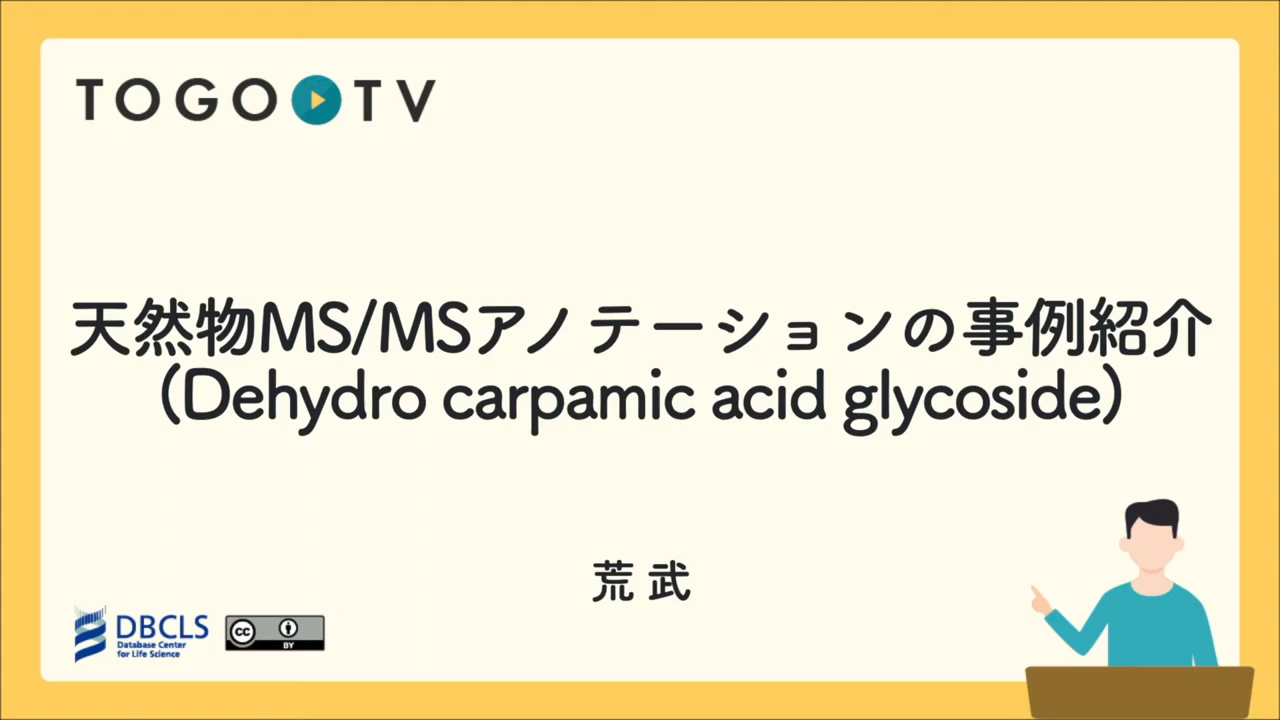 TOGO TV
天然物MS/MSアノテーションの事例紹介
(Dehydro carpamic acid glycoside)
荒武
DBCLS
Database Center
for Life Science
cc
BY